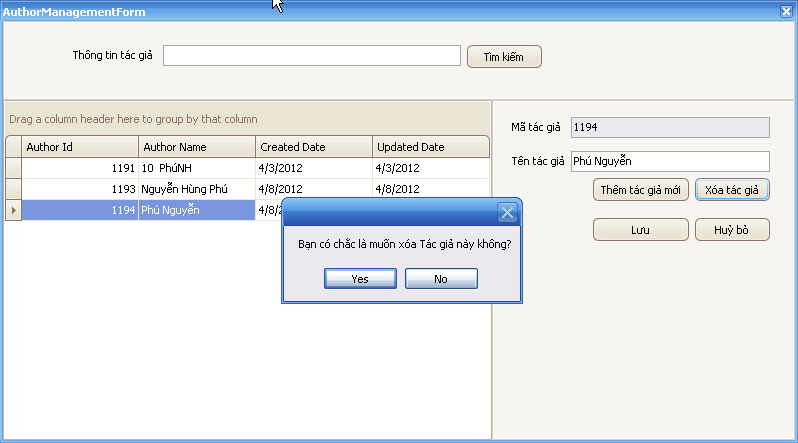 AuthorManagementForm
Thông tin tác giả
Tìm kiếm
Drag a column header here to group by that column
Author Id Author Name Created Date Updated Date
1191 10 PhúNH 4/3/2012 4/3/2012
1193 Nguyễn Hùng Phú 4/8/2012 4/8/2012
1194 Phú Nguyễn 4/8/2
Mã tác giả 1194
Tên tác giả Phú Nguyễn
Thêm tác giả mới Xóa tác giả
Lưu Huỷ bỏ
Bạn có chắc là muốn xóa Tác giả này không?
Yes No